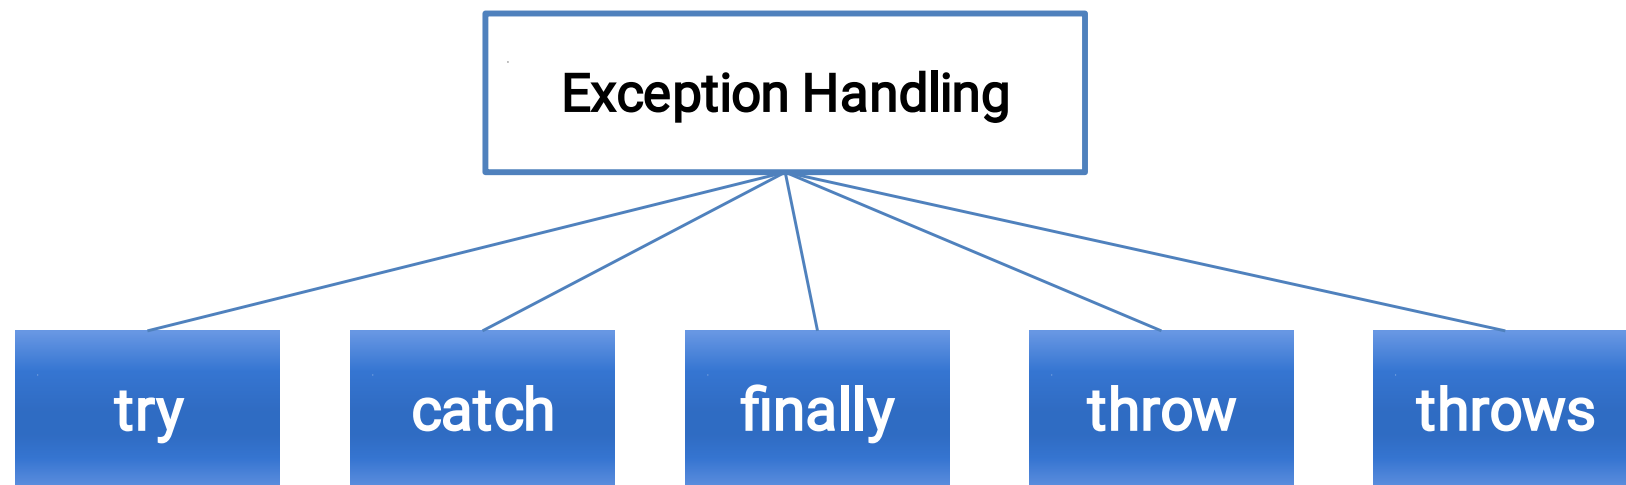 Exception Handling
try
catch
finally
throw
throws